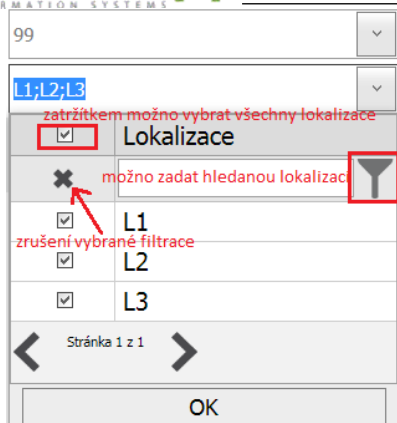 RMATION SYSTEMS
99
L1;L2;L3
zatržítkem možno vybrat všechny lokalizace
Lokalizace
možno zadat hledanou lokalizaci
L1
zrušení vybrané filtrace
L2
L3
Stránka 1 z 1
OK